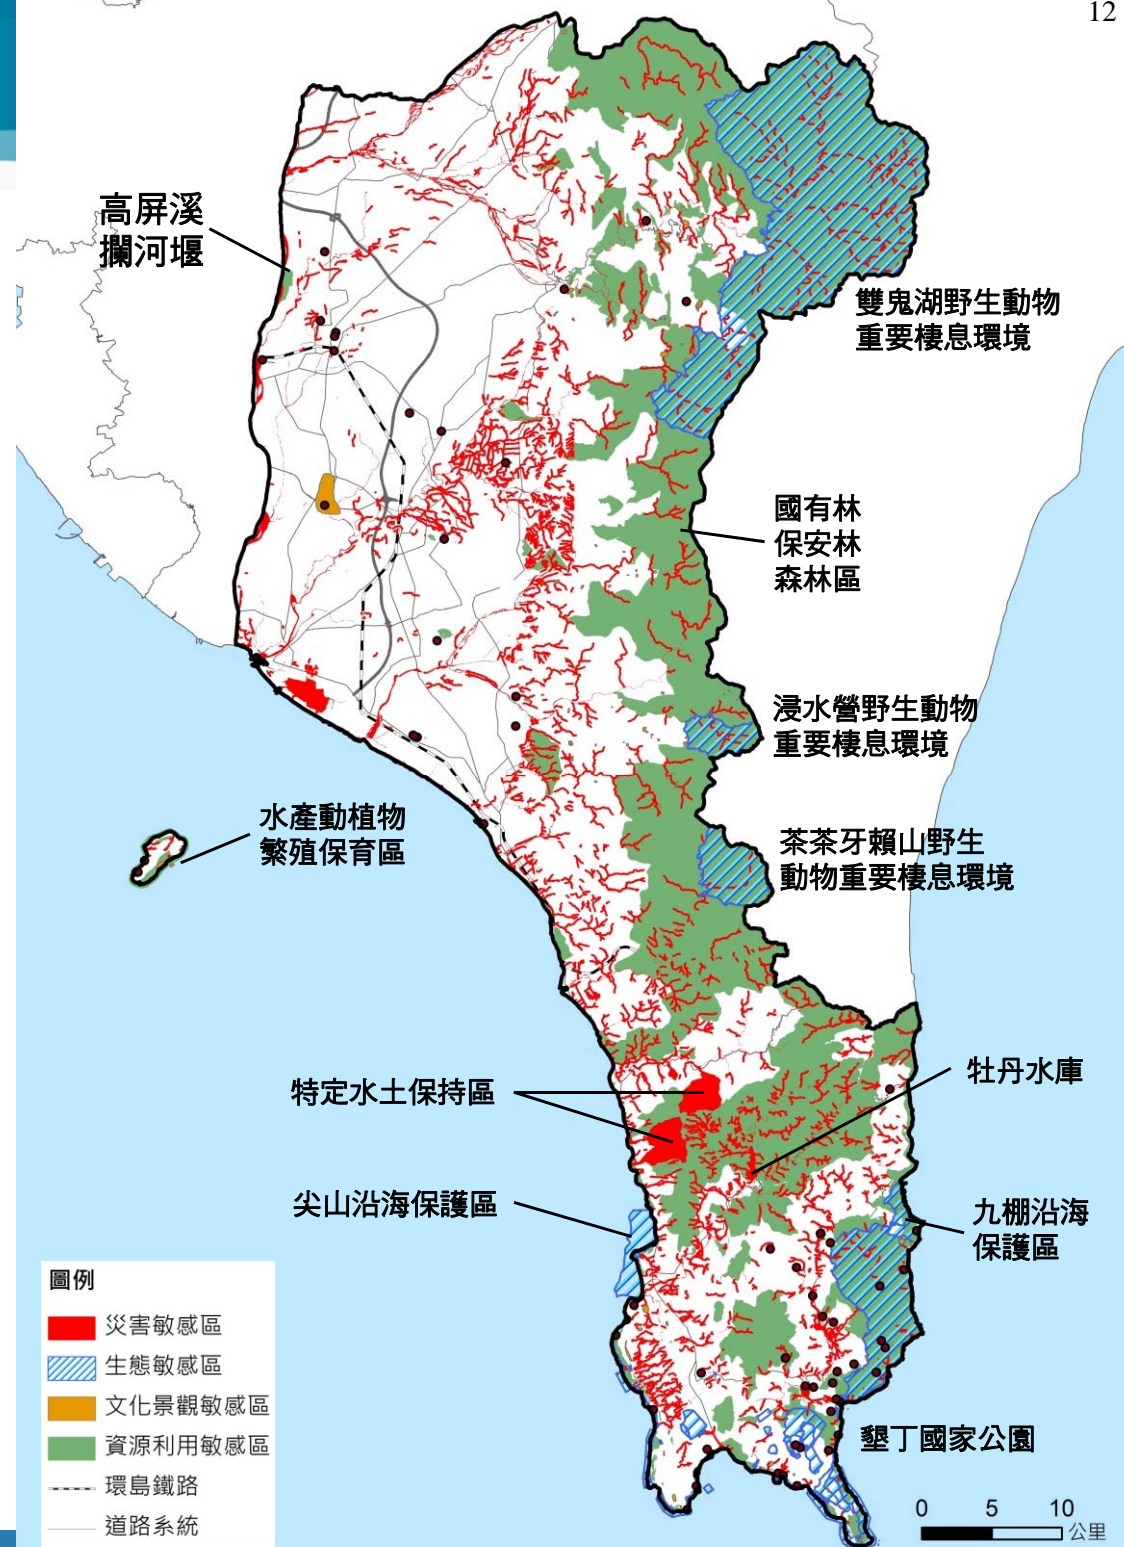 12
高屏溪
攔河堰
雙鬼湖野生動物
重要棲息環境
國有林
保安林
森林區
浸水營野生動物
重要棲息環境
水產動植物
繁殖保育區
茶茶牙賴山野生
動物重要棲息環境
特定水土保持區
牡丹水庫
尖山沿海保護區
九棚沿海
保護區
圖例
災害敏感區
生態敏感區
文化景觀敏感區
資源利用敏感區
環島鐵路
道路系統
墾丁國家公園
0 5 10
公里